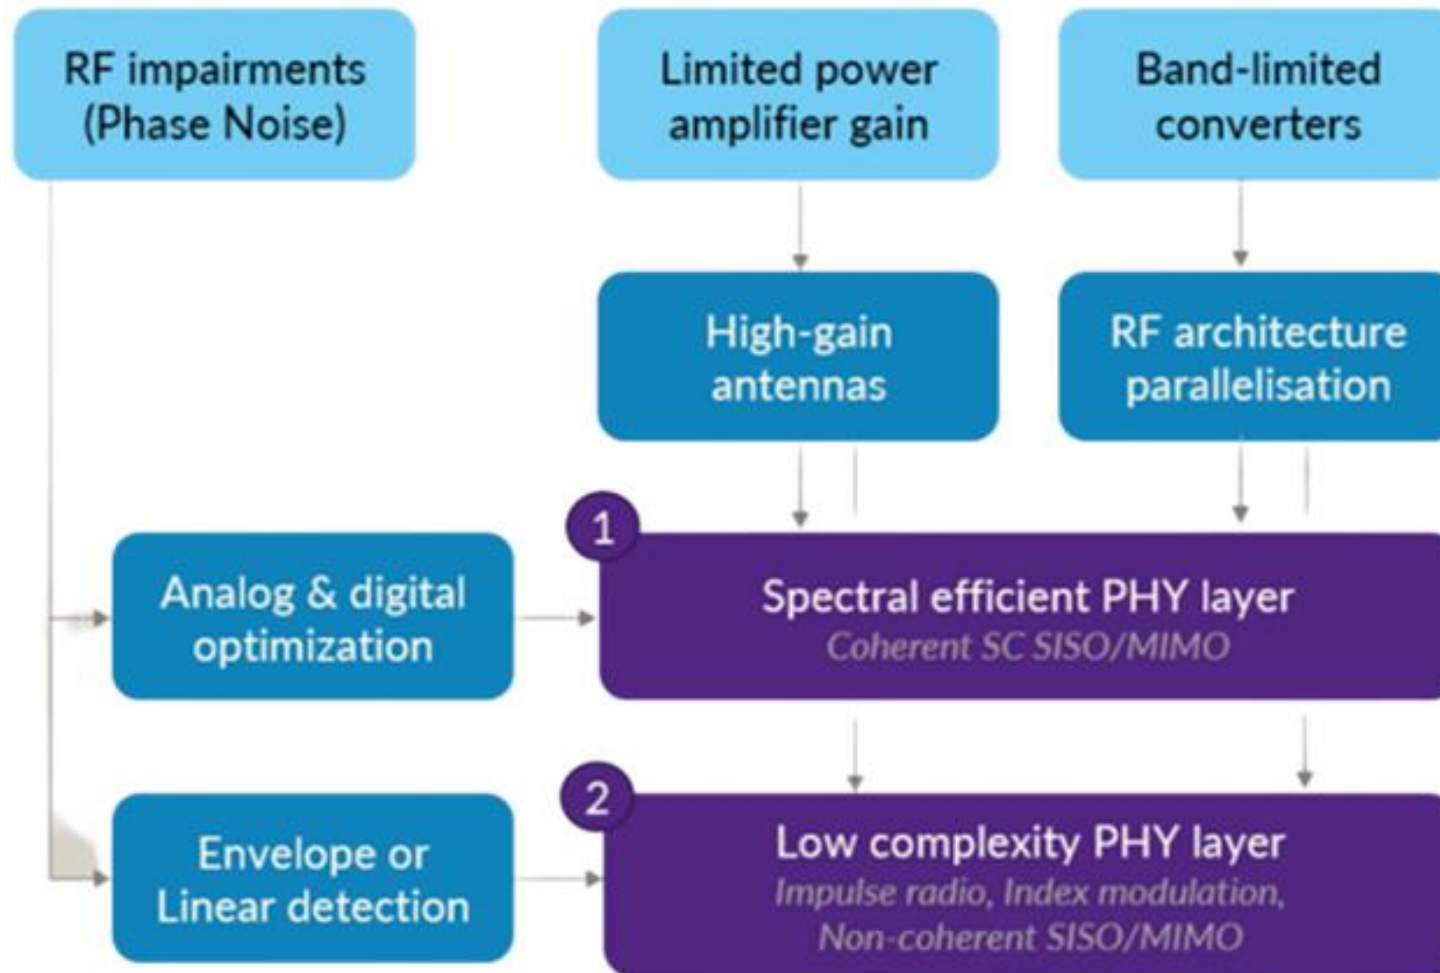 RF impairments
(Phase Noise)
Limited power
amplifier gain
Band-limited
converters
High-gain
antennas
RF architecture
parallelisation
1
Analog & digital
optimization
Spectral efficient PHY layer
Coherent SC SISO/MIMO
2
Envelope or
Linear detection
Low complexity PHY layer
Impulse radio, Index modulation,
Non-coherent SISO/MIMO